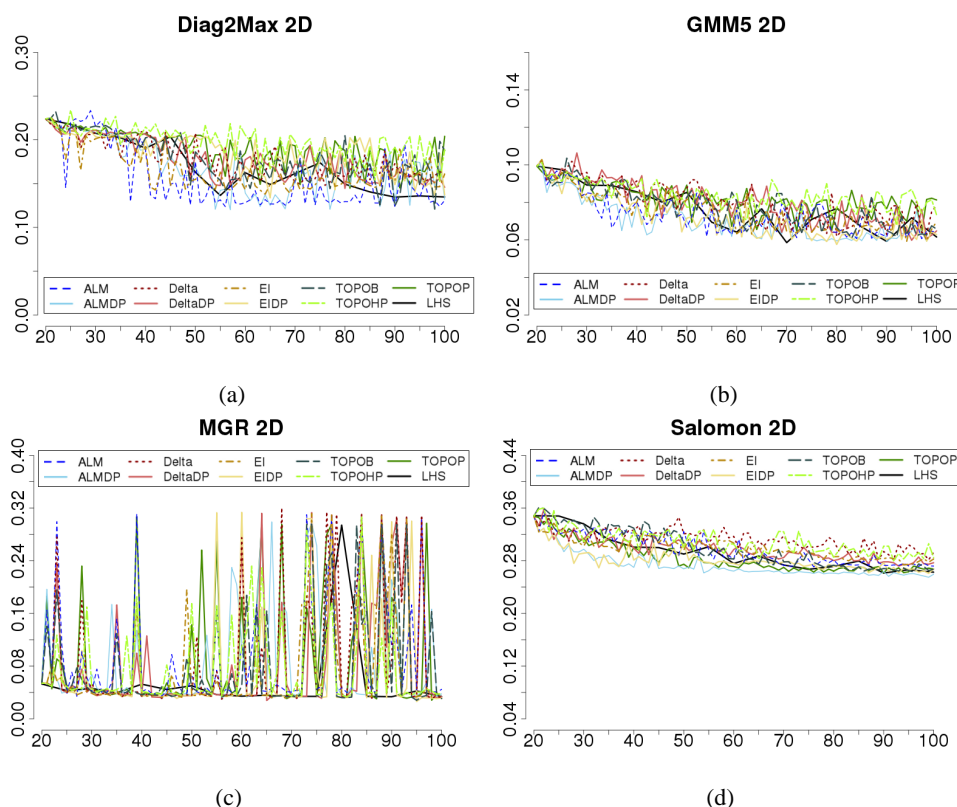 Diag2Max 2D
0.30
0.20
0.10
0.00
ALM Delta EI TOPOB TOPOP
ALMDP DeltaDP EIDP TOPOHP LHS
20 30 40 50 60 70 80 90 100
(a)
GMM5 2D
0.14
0.10
0.06
0.02
ALM Delta EI TOPOB TOPOP
ALMDP DeltaDP EIDP TOPOHP LHS
20 30 40 50 60 70 80 90 100
(b)
MGR 2D
0.40
0.32
0.24
0.16
0.08
0.00
ALM Delta EI TOPOB TOPOP
ALMDP DeltaDP EIDP TOPOHP LHS
20 30 40 50 60 70 80 90 100
(c)
Salomon 2D
0.44
0.36
0.28
0.20
0.12
0.04
ALM Delta EI TOPOB TOPOP
ALMDP DeltaDP EIDP TOPOHP LHS
20 30 40 50 60 70 80 90 100
(d)